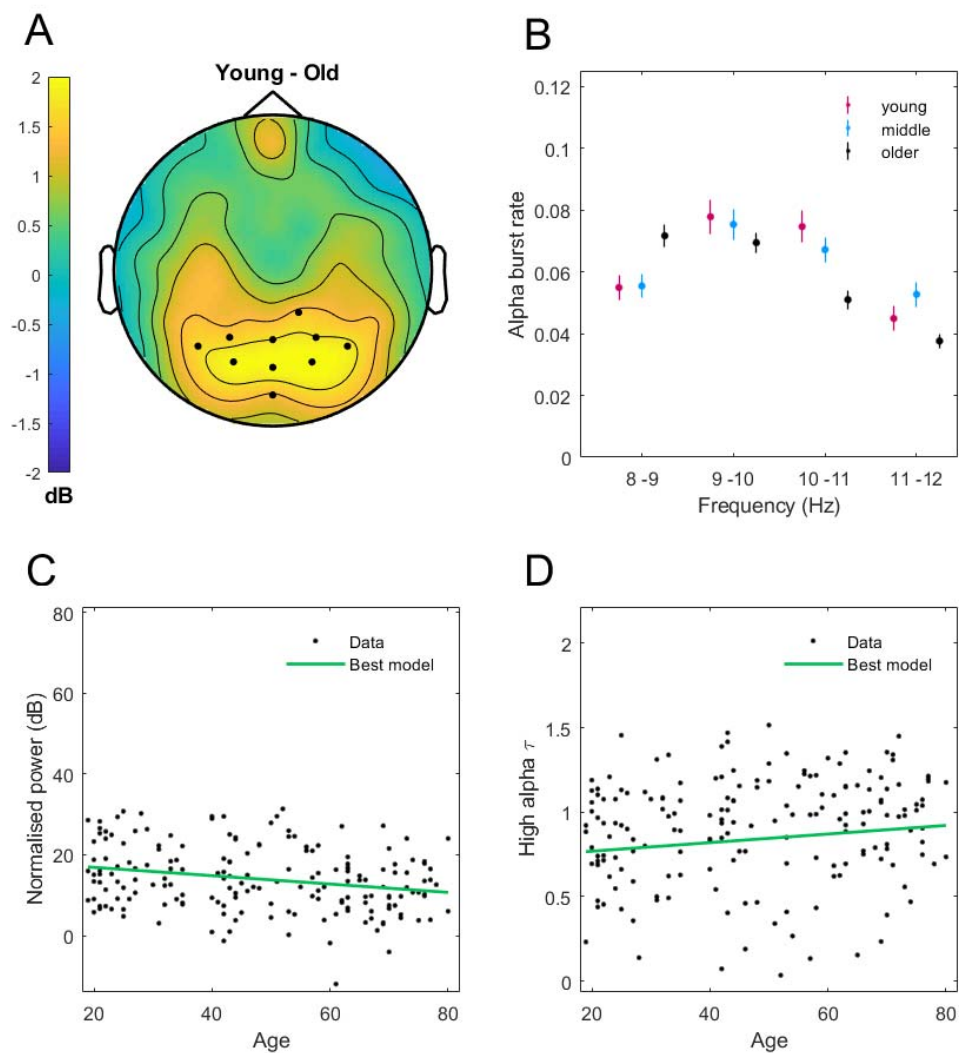 A
Young - Old
2
1.5
1
0.5
0
-0.5
-1
-1.5
-2
dB
B
0.12
0.1
0.08
0.06
0.04
0.02
0
Alpha burst rate
young
middle
older
8 -9
9 -10
10 -11
11 -12
Frequency (Hz)
C
80
60
40
20
0
Normalised power (dB)
Data
Best model
20
40
60
80
Age
D
2
1.5
1
0.5
0
High alpha τ
Data
Best model
20
40
60
80
Age